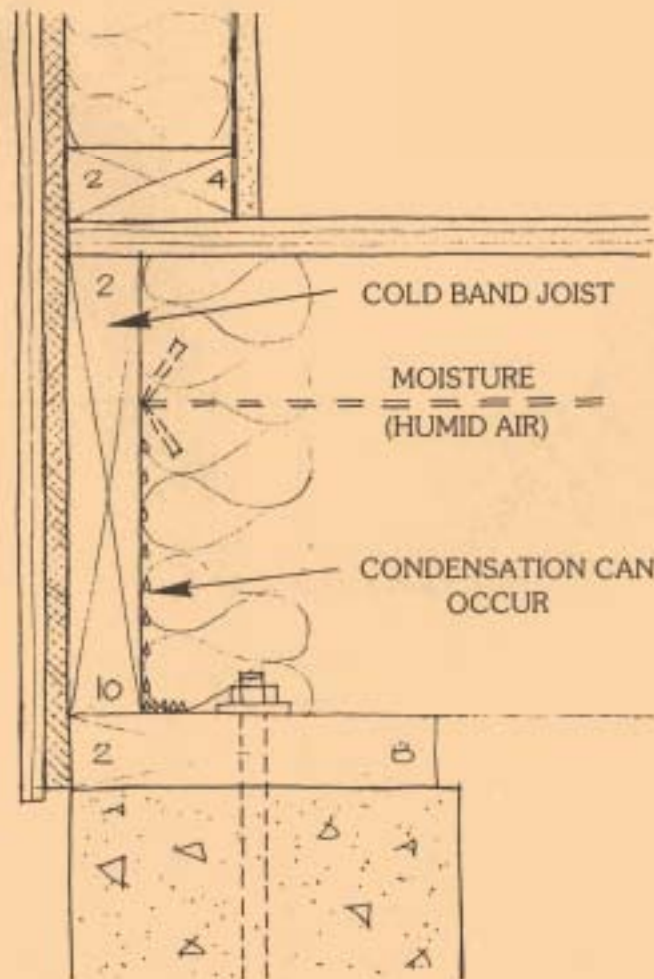 2 4
2
COLD BAND JOIST
MOISTURE
(HUMID AIR)
CONDENSATION CAN
OCCUR
10
2 8